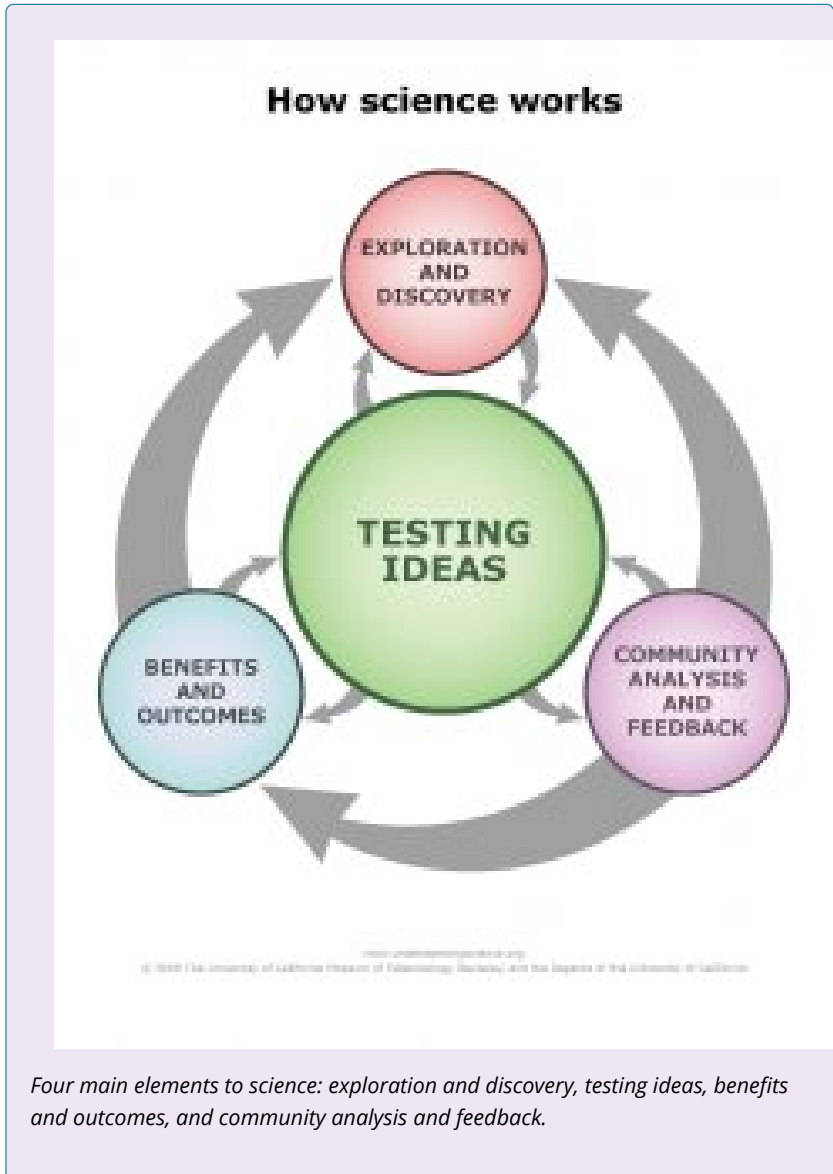 How science works
EXPLORATION
AND
DISCOVERY
TESTING
IDEAS
BENEFITS
AND
OUTCOMES
COMMUNITY
ANALYSIS
AND
FEEDBACK
Four main elements to science: exploration and discovery, testing ideas, benefits
and outcomes, and community analysis and feedback.